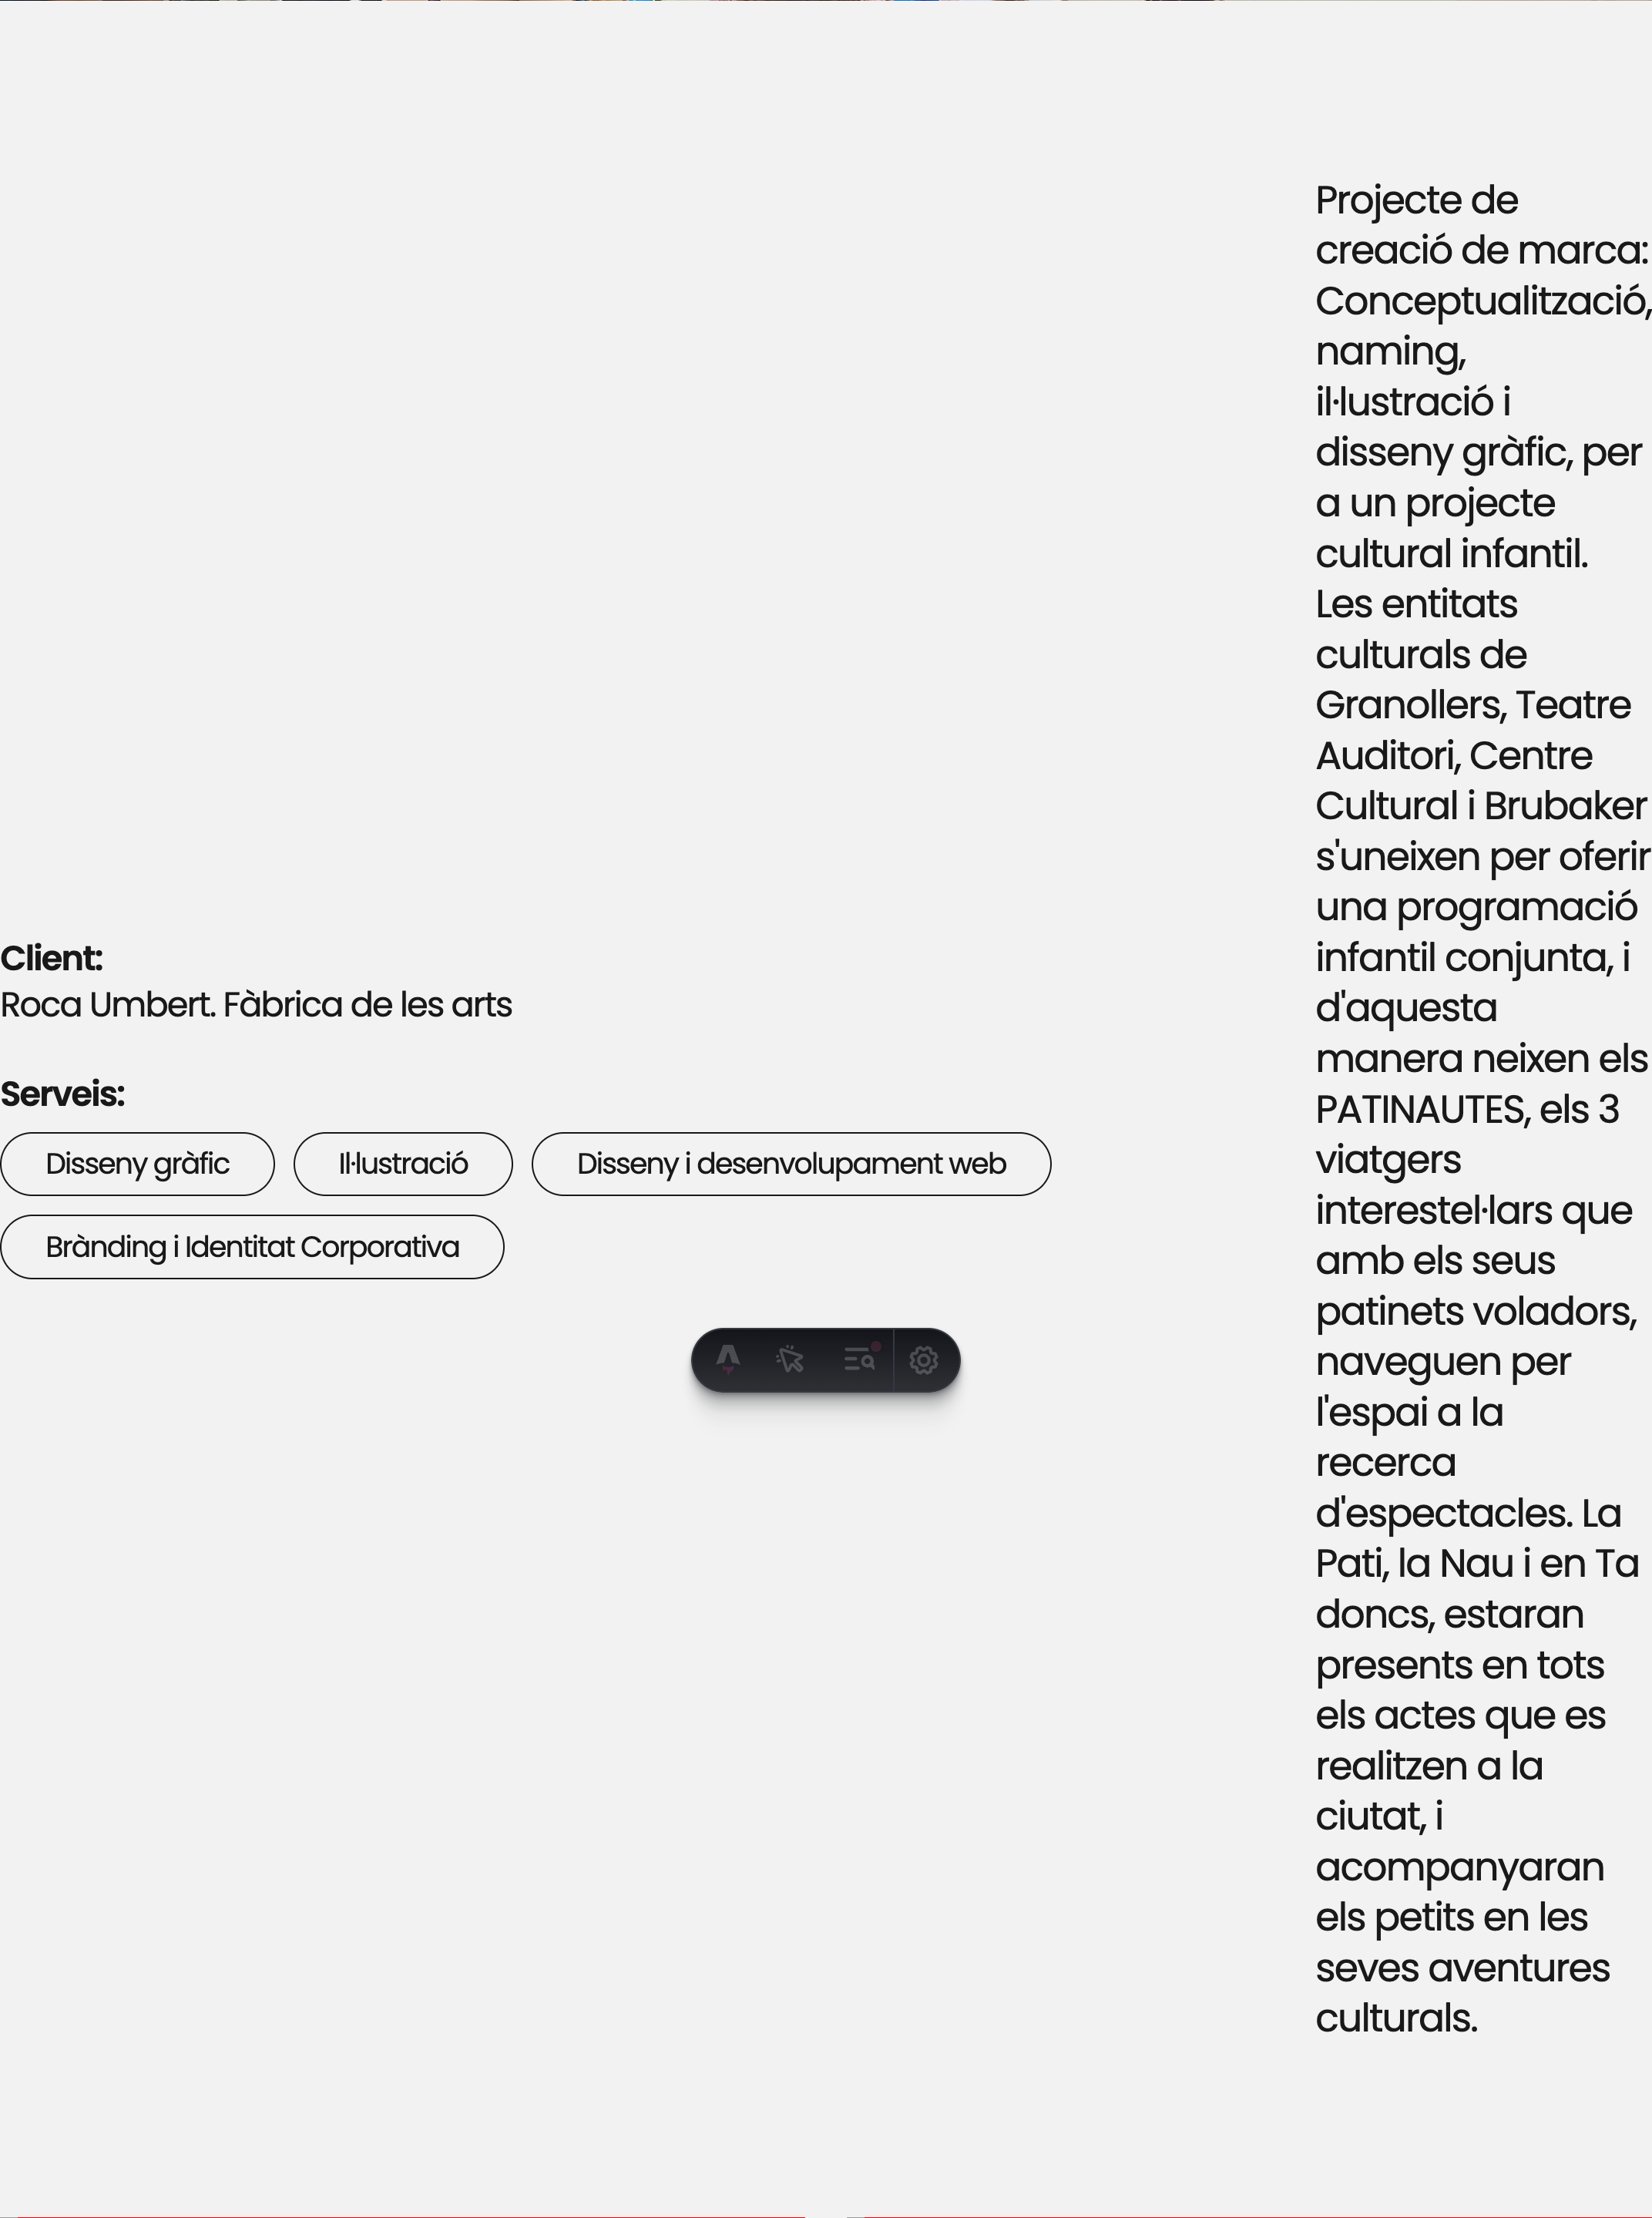 Client:
Roca Umbert. Fàbrica de les arts
Serveis:
Disseny gràfic
Il·lustració
Disseny i desenvolupament web
Brànding i Identitat Corporativa
Projecte de
creació de marca:
Conceptualització,
naming,
il·lustració i
disseny gràfic, per
a un projecte
cultural infantil.
Les entitats
culturals de
Granollers, Teatre
Auditori, Centre
Cultural i Brubaker
s'uneixen per oferir
una programació
infantil conjunta, i
d'aquesta
manera neixen els
PATINAUTES, els 3
viatgers
interestel·lars que
amb els seus
patinets voladors,
naveguen per
l'espai a la
recerca
d'espectacles. La
Pati, la Nau i en Ta
doncs, estaran
presents en tots
els actes que es
realitzen a la
ciutat, i
acompanyaran
els petits en les
seves aventures
culturals.